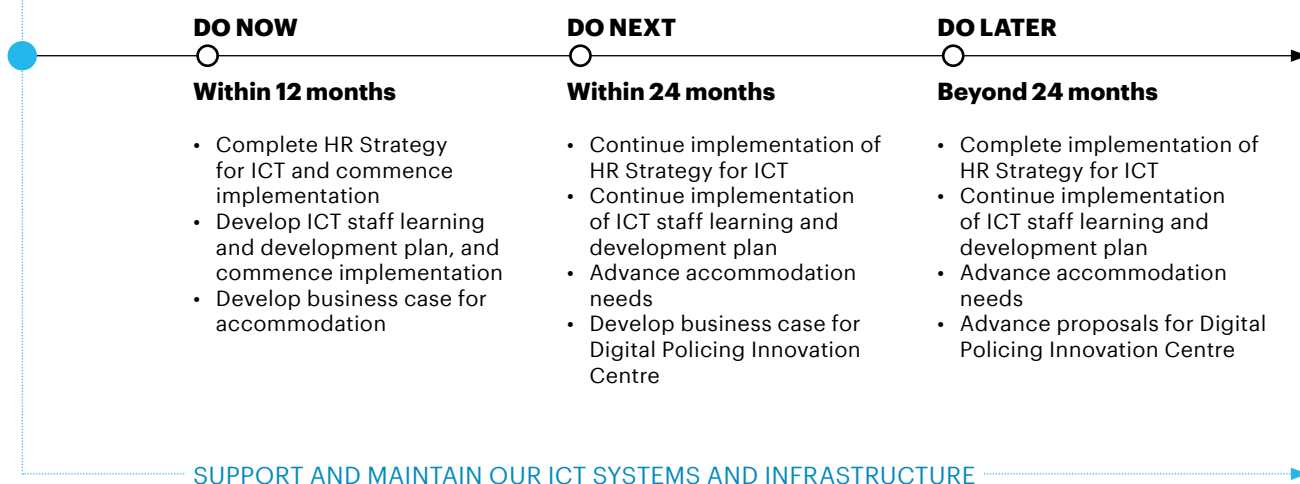 DO NOW
Within 12 months
• Complete HR Strategy
for ICT and commence
implementation
• Develop ICT staff learning
and development plan, and
commence implementation
• Develop business case for
accommodation
DO NEXT
Within 24 months
• Continue implementation of
HR Strategy for ICT
• Continue implementation
of ICT staff learning and
development plan
• Advance accommodation
needs
• Develop business case for
Digital Policing Innovation
Centre
DO LATER
Beyond 24 months
• Complete implementation of
HR Strategy for ICT
• Continue implementation
of ICT staff learning and
development plan
• Advance accommodation
needs
• Advance proposals for Digital
Policing Innovation Centre
SUPPORT AND MAINTAIN OUR ICT SYSTEMS AND INFRASTRUCTURE